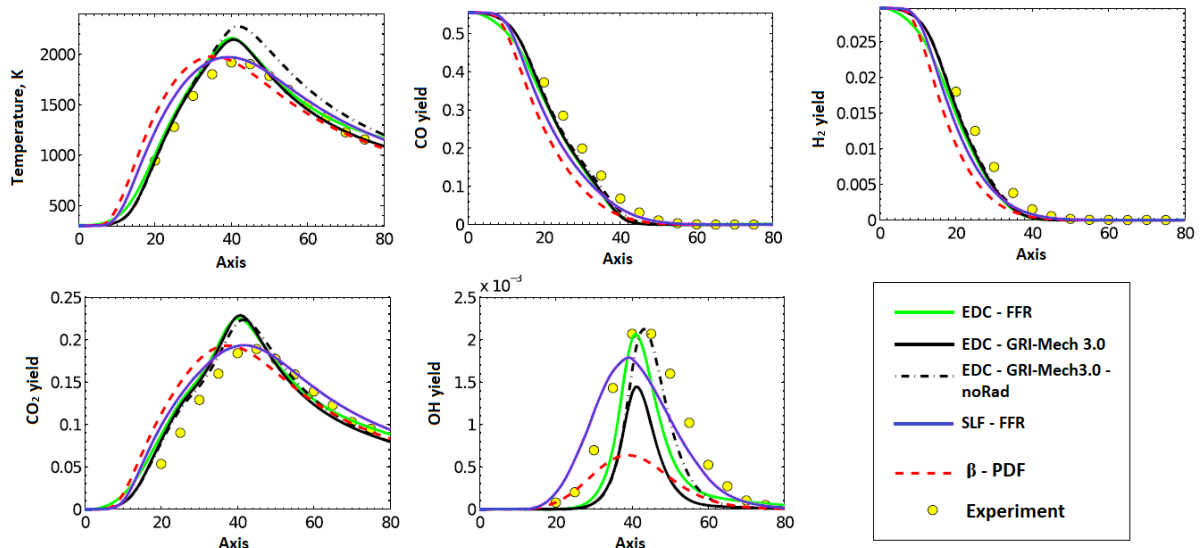 Temperature, K
2000
1500
1000
500
0
20
40
60
80
Axis
CO yield
0.5
0.4
0.3
0.2
0.1
0
0
20
40
60
80
Axis
H2 yield
0.025
0.02
0.015
0.01
0.005
0
0
20
40
60
80
Axis
CO2 yield
0.25
0.2
0.15
0.1
0.05
0
0
20
40
60
80
Axis
x 10⁻³
OH yield
2.5
2
1.5
1
0.5
0
0
20
40
60
80
Axis
EDC - FFR
EDC - GRI-Mech 3.0
EDC - GRI-Mech3.0 -
noRad
SLF - FFR
β - PDF
Experiment